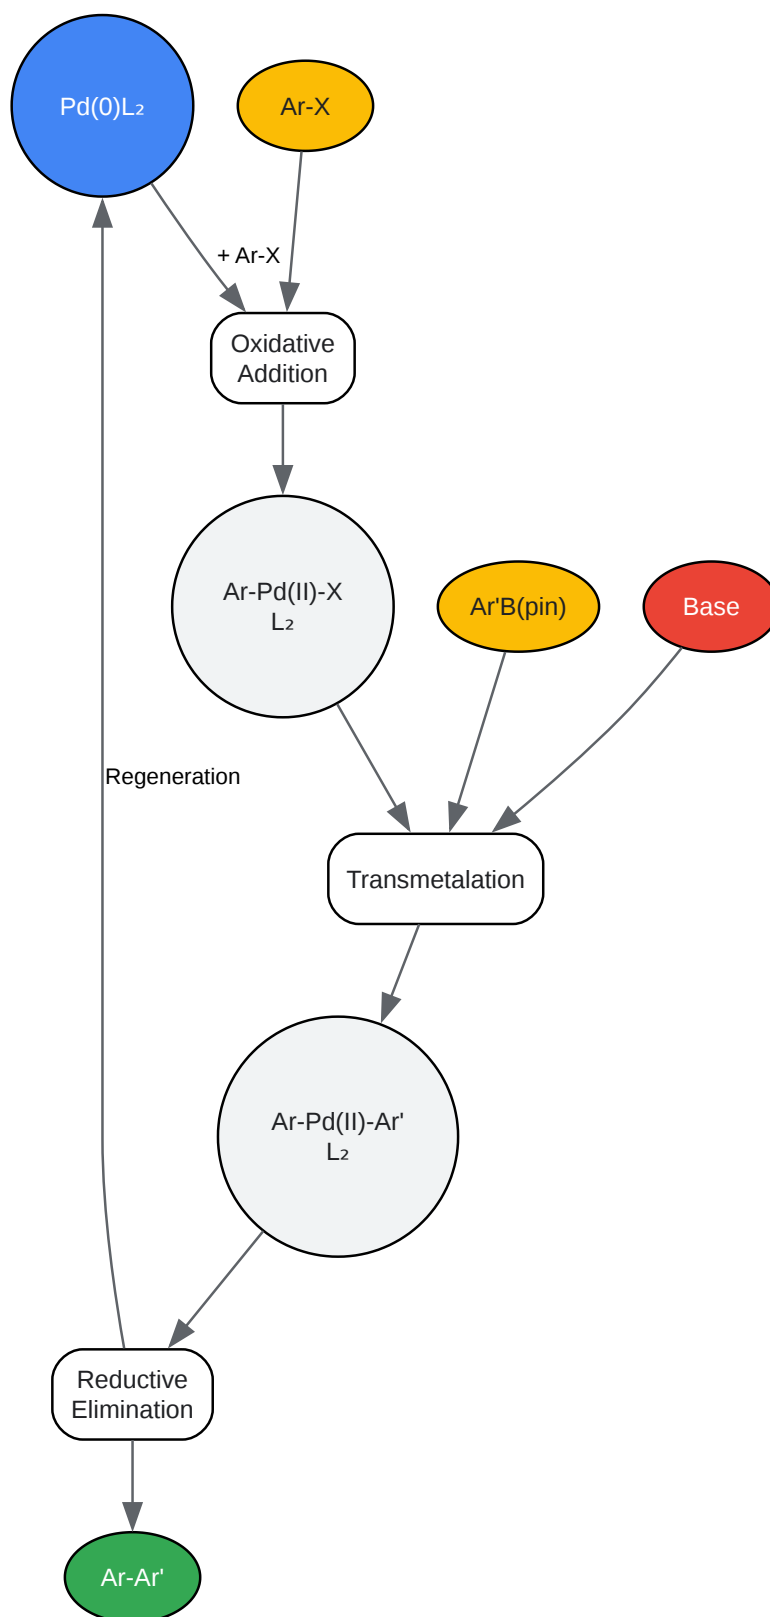 Pd(0)L₂
Ar-X
+ Ar-X
Oxidative
Addition
Ar-Pd(II)-X
L₂
Ar'B(pin)
Base
Regeneration
Transmetalation
Ar-Pd(II)-Ar'
L₂
Reductive
Elimination
Ar-Ar'